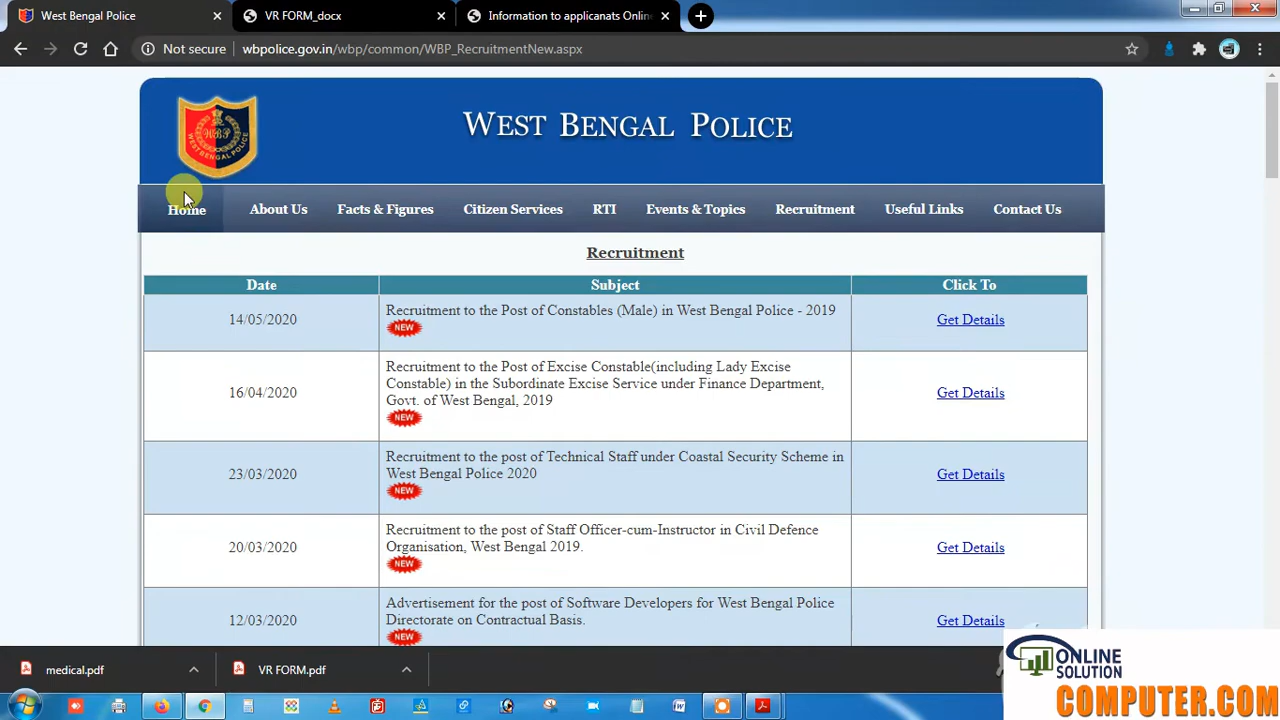 West Bengal Police
VR FORM_docx
Information to applicanats Onlin
Not secure
wbpolice.gov.in/wbp/common/WBP_RecruitmentNew.aspx
WBP
WEST BENGAL POLICE
WEST BENGAL POLICE
Home
About Us
Facts & Figures
Citizen Services
RTI
Events & Topics
Recruitment
Useful Links
Contact Us
Recruitment
Date
Subject
Click To
14/05/2020
Recruitment to the Post of Constables (Male) in West Bengal Police - 2019
NEW
Get Details
16/04/2020
Recruitment to the Post of Excise Constable(including Lady Excise
Constable) in the Subordinate Excise Service under Finance Department,
Govt. of West Bengal, 2019
NEW
Get Details
23/03/2020
Recruitment to the post of Technical Staff under Coastal Security Scheme in
West Bengal Police 2020
NEW
Get Details
20/03/2020
Recruitment to the post of Staff Officer-cum-Instructor in Civil Defence
Organisation, West Bengal 2019.
NEW
Get Details
12/03/2020
Advertisement for the post of Software Developers for West Bengal Police
Directorate on Contractual Basis.
NEW
Get Details
medical.pdf
VR FORM.pdf
ONLINE
SOLUTION
COMPUTER.COM